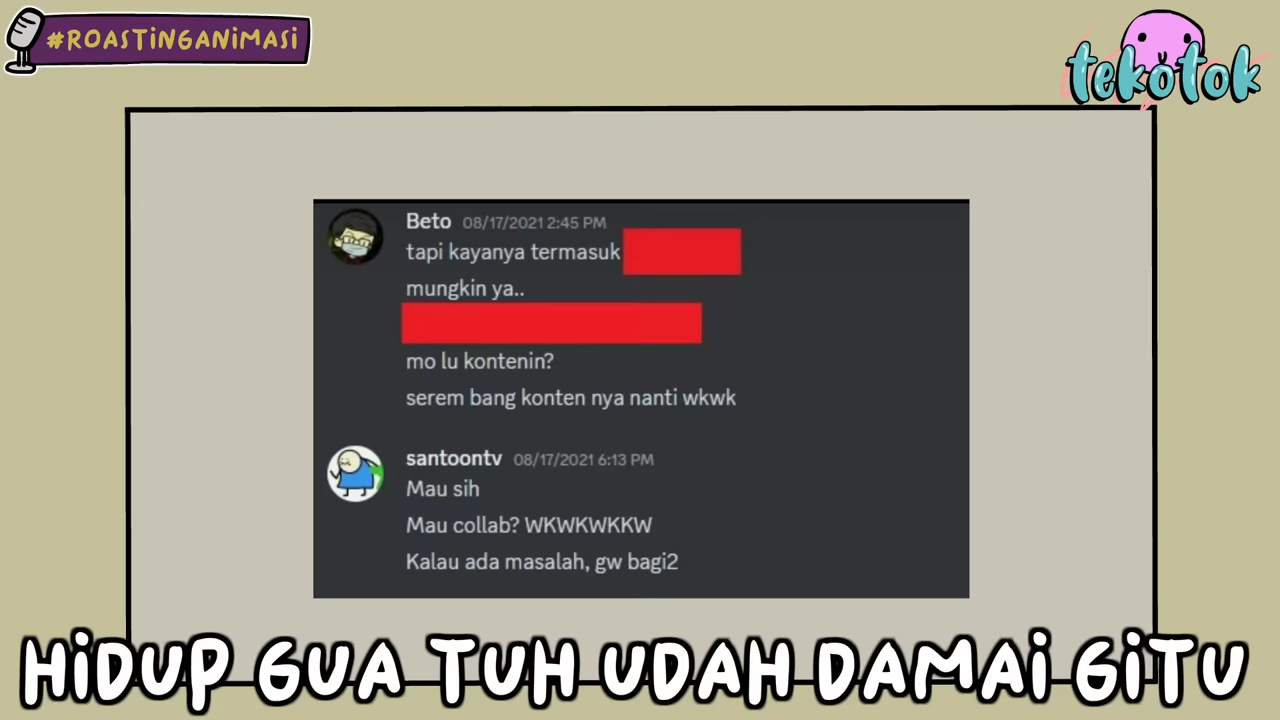 #ROASTiNGANiMASi
tekotok
Beto 08/17/2021 2:45 PM
tapi kayanya termasuk
mungkin ya..
mo lu kontenin?
serem bang konten nya nanti wkwk
santoontv 08/17/2021 6:13 PM
Mau sih
Mau collab? WKWKWKKW
Kalau ada masalah, gw bagi2
HiDUP GUA TUH UDAH DAMAi GiTU